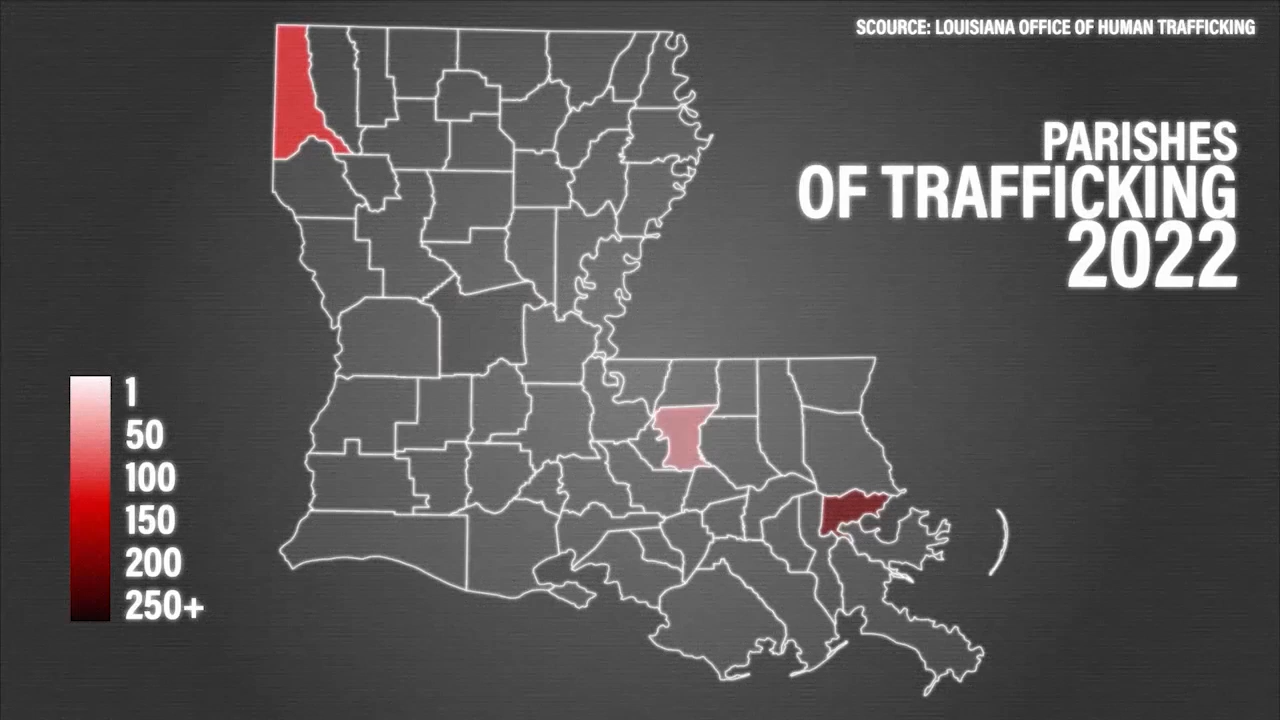 SCOURCE: LOUISIANA OFFICE OF HUMAN TRAFFICKING
PARISHES
OF TRAFFICKING
2022
1
50
100
150
200
250+